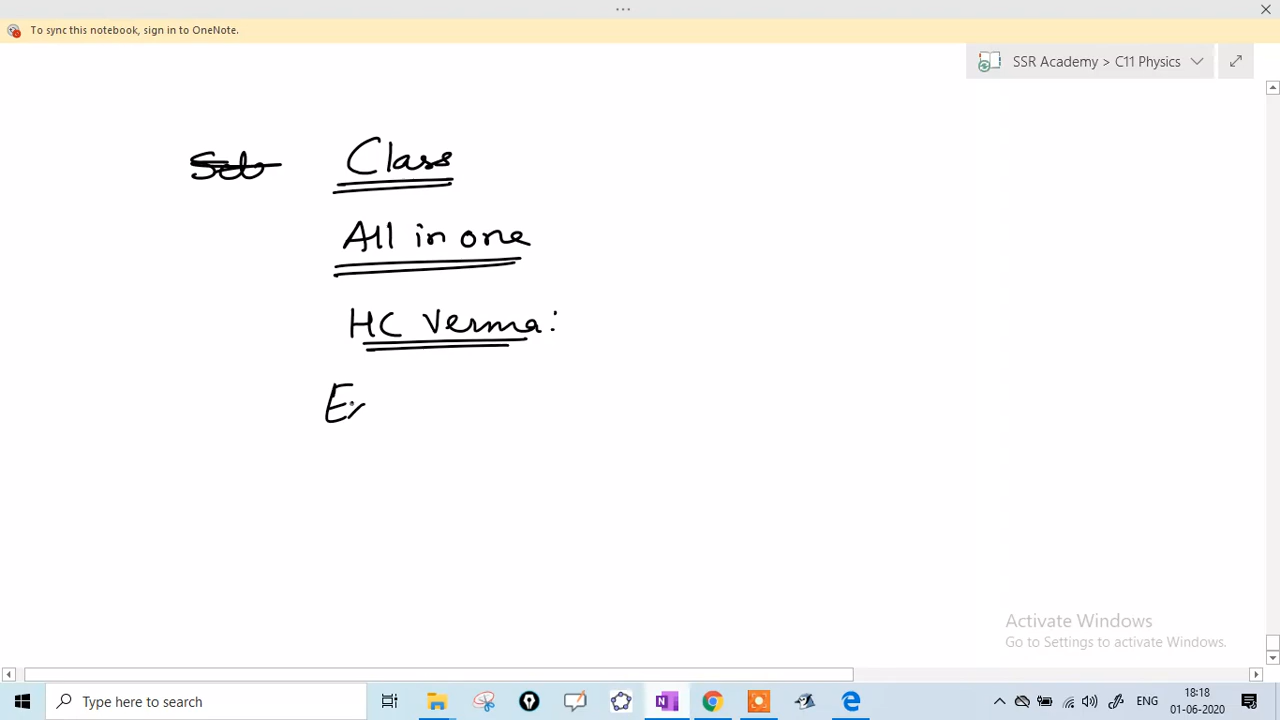 To sync this notebook, sign in to OneNote.
SSR Academy > C11 Physics
Class
All in one
HC Verma:
Activate Windows
Go to Settings to activate Windows.
Type here to search
ENG
18:18
01-06-2020